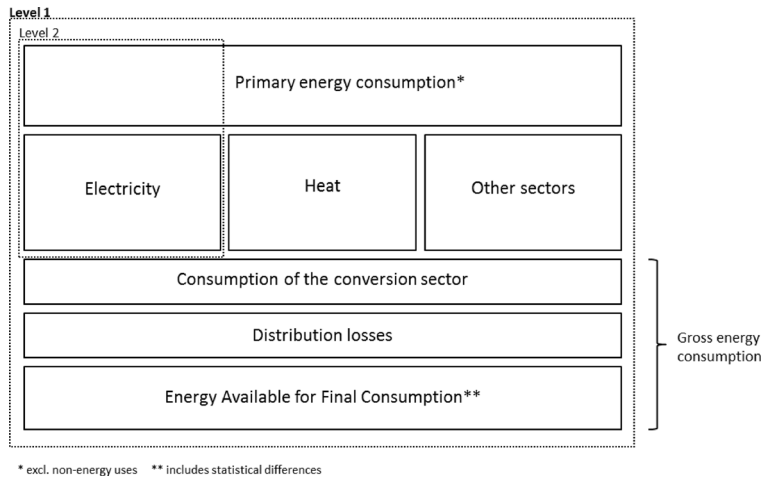 Level 1
Level 2
Primary energy consumption*
Electricity
Heat
Other sectors
Consumption of the conversion sector
Distribution losses
Energy Available for Final Consumption**
Gross energy
consumption
* excl. non-energy uses ** includes statistical differences